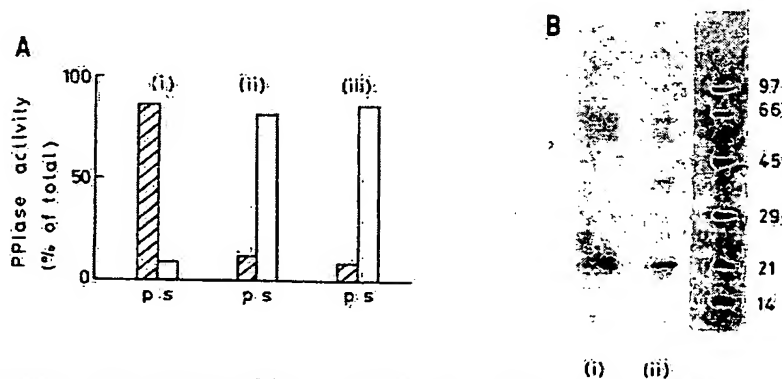 A
PPIase activity
(% of total)
100
50
0
(i)
(ii)
(iii)
p s
p s
p s
B
97
66
45
29
21
14
(i)
(ii)